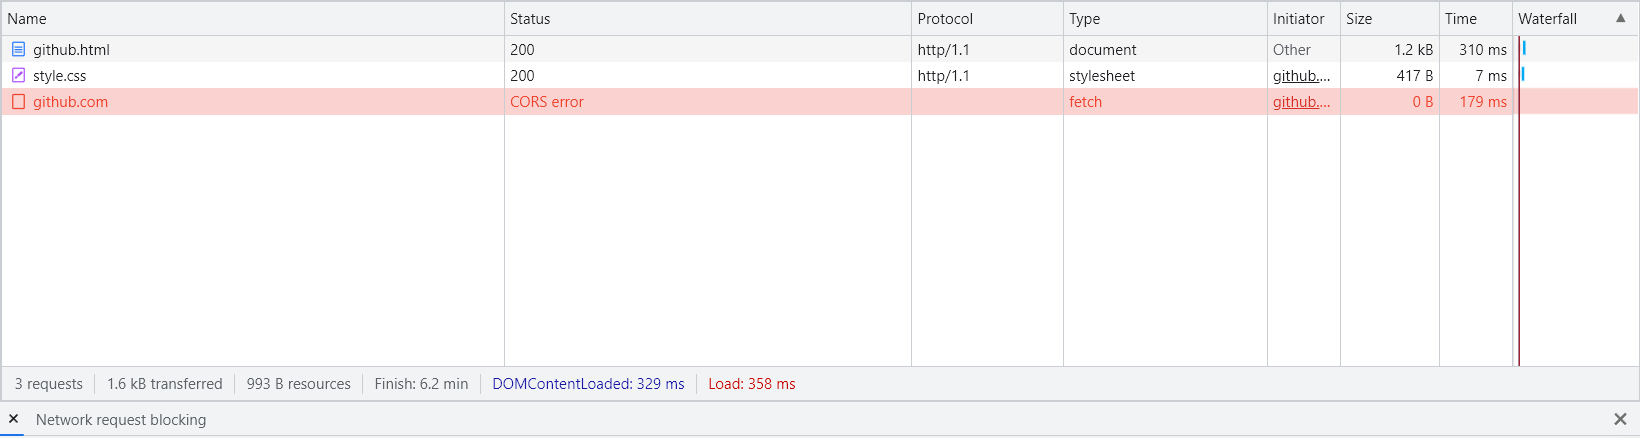 Name Status Protocol Type Initiator Size Time Waterfall ▲
github.html 200 http/1.1 document Other 1.2 kB 310 ms
style.css 200 http/1.1 stylesheet github.... 417 B 7 ms
github.com CORS error fetch github.... 0 B 179 ms
3 requests 1.6 kB transferred 993 B resources Finish: 6.2 min DOMContentLoaded: 329 ms Load: 358 ms
Network request blocking